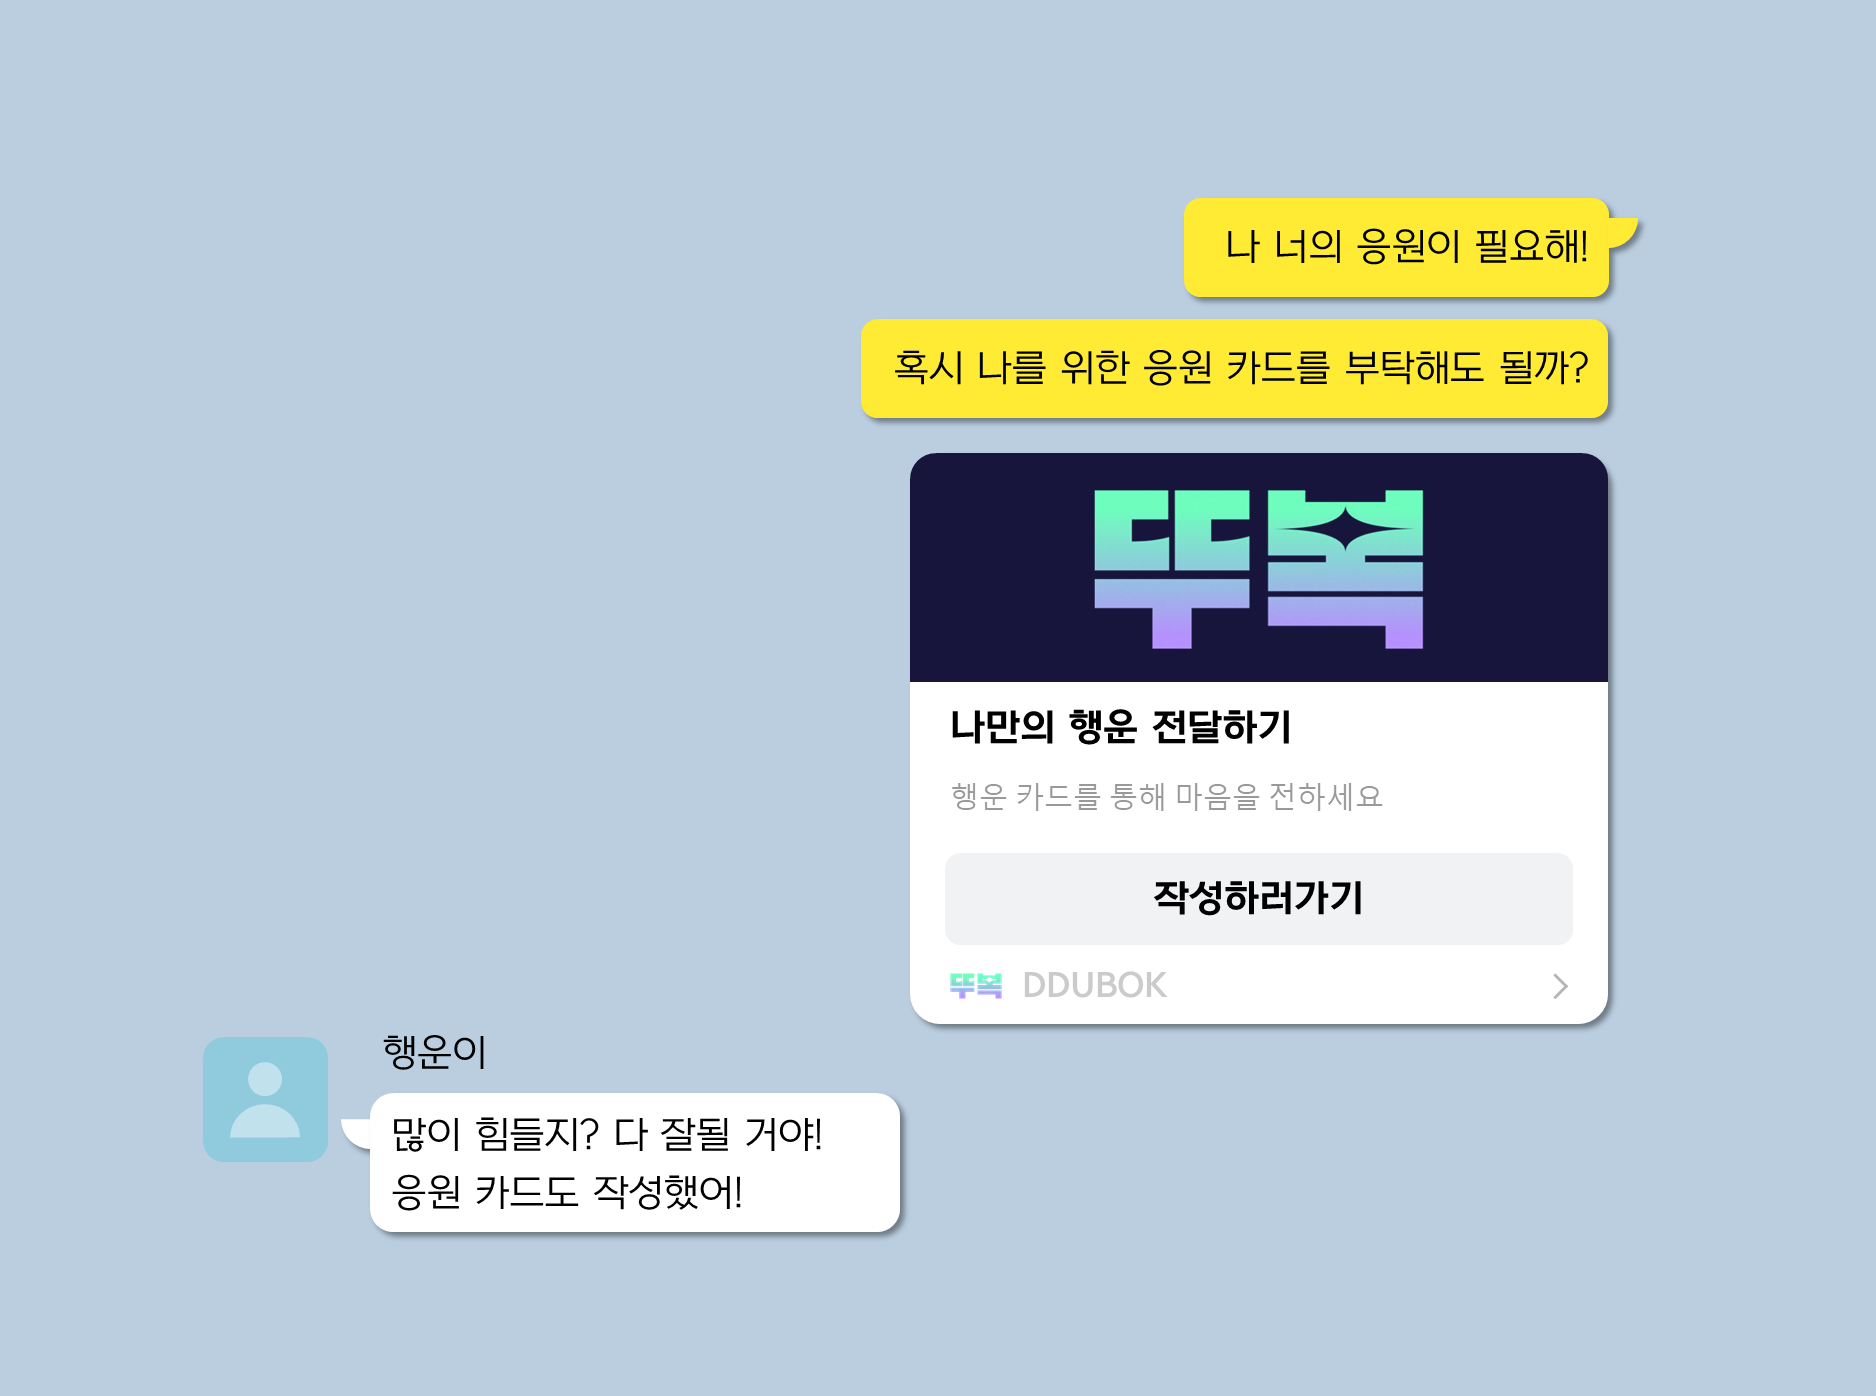 나 너의 응원이 필요해!
혹시 나를 위한 응원 카드를 부탁해도 될까?
뚜복
나만의 행운 전달하기
행운 카드를 통해 마음을 전하세요
작성하러가기
뚜복 DDUBOK
행운이
많이 힘들지? 다 잘될 거야!
응원 카드도 작성했어!